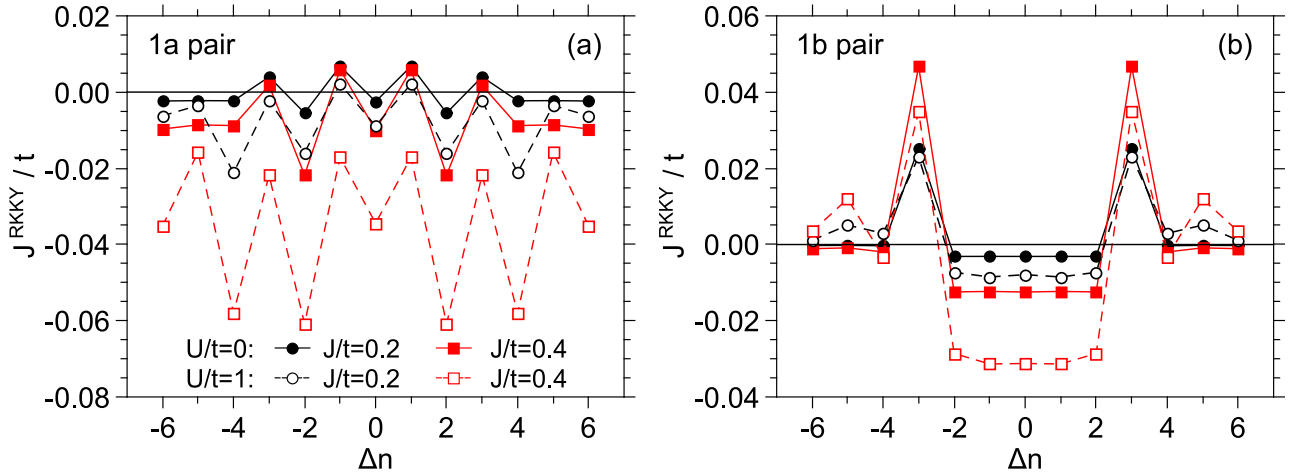 1a pair (a)
0.02
0.00
-0.02
-0.04
-0.06
-0.08
J^RKKY / t
U/t=0: J/t=0.2 J/t=0.4
U/t=1: J/t=0.2 J/t=0.4
-6 -4 -2 0 2 4 6
Δn
1b pair (b)
0.06
0.04
0.02
0.00
-0.02
-0.04
J^RKKY / t
-6 -4 -2 0 2 4 6
Δn